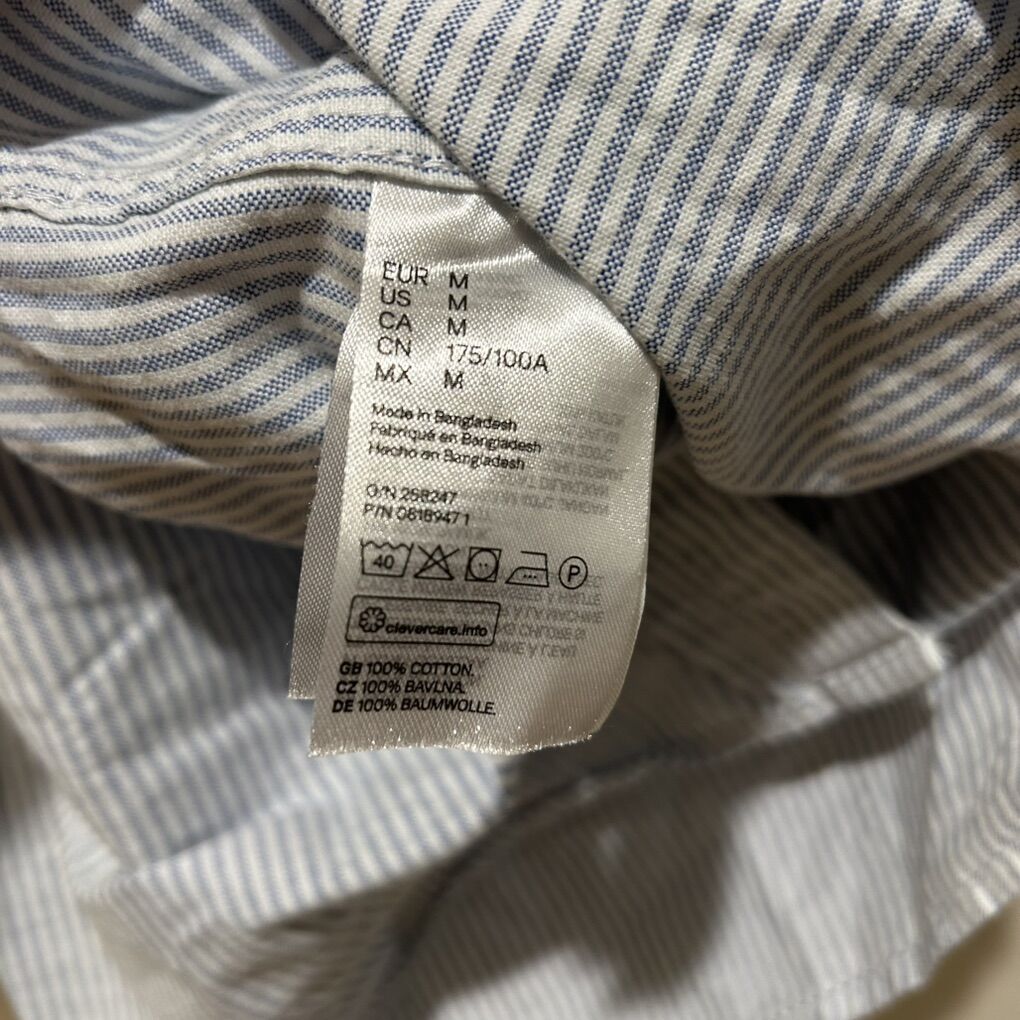 EUR M
US M
CA M
CN 175/100A
MX M
Made in Bangladesh
Fabriqué en Bangladesh
Hecho en Bangladesh
O/N 258247
P/N 08189471
40 P
clevercare.info
GB 100% COTTON.
CZ 100% BAVLNA.
DE 100% BAUMWOLLE.